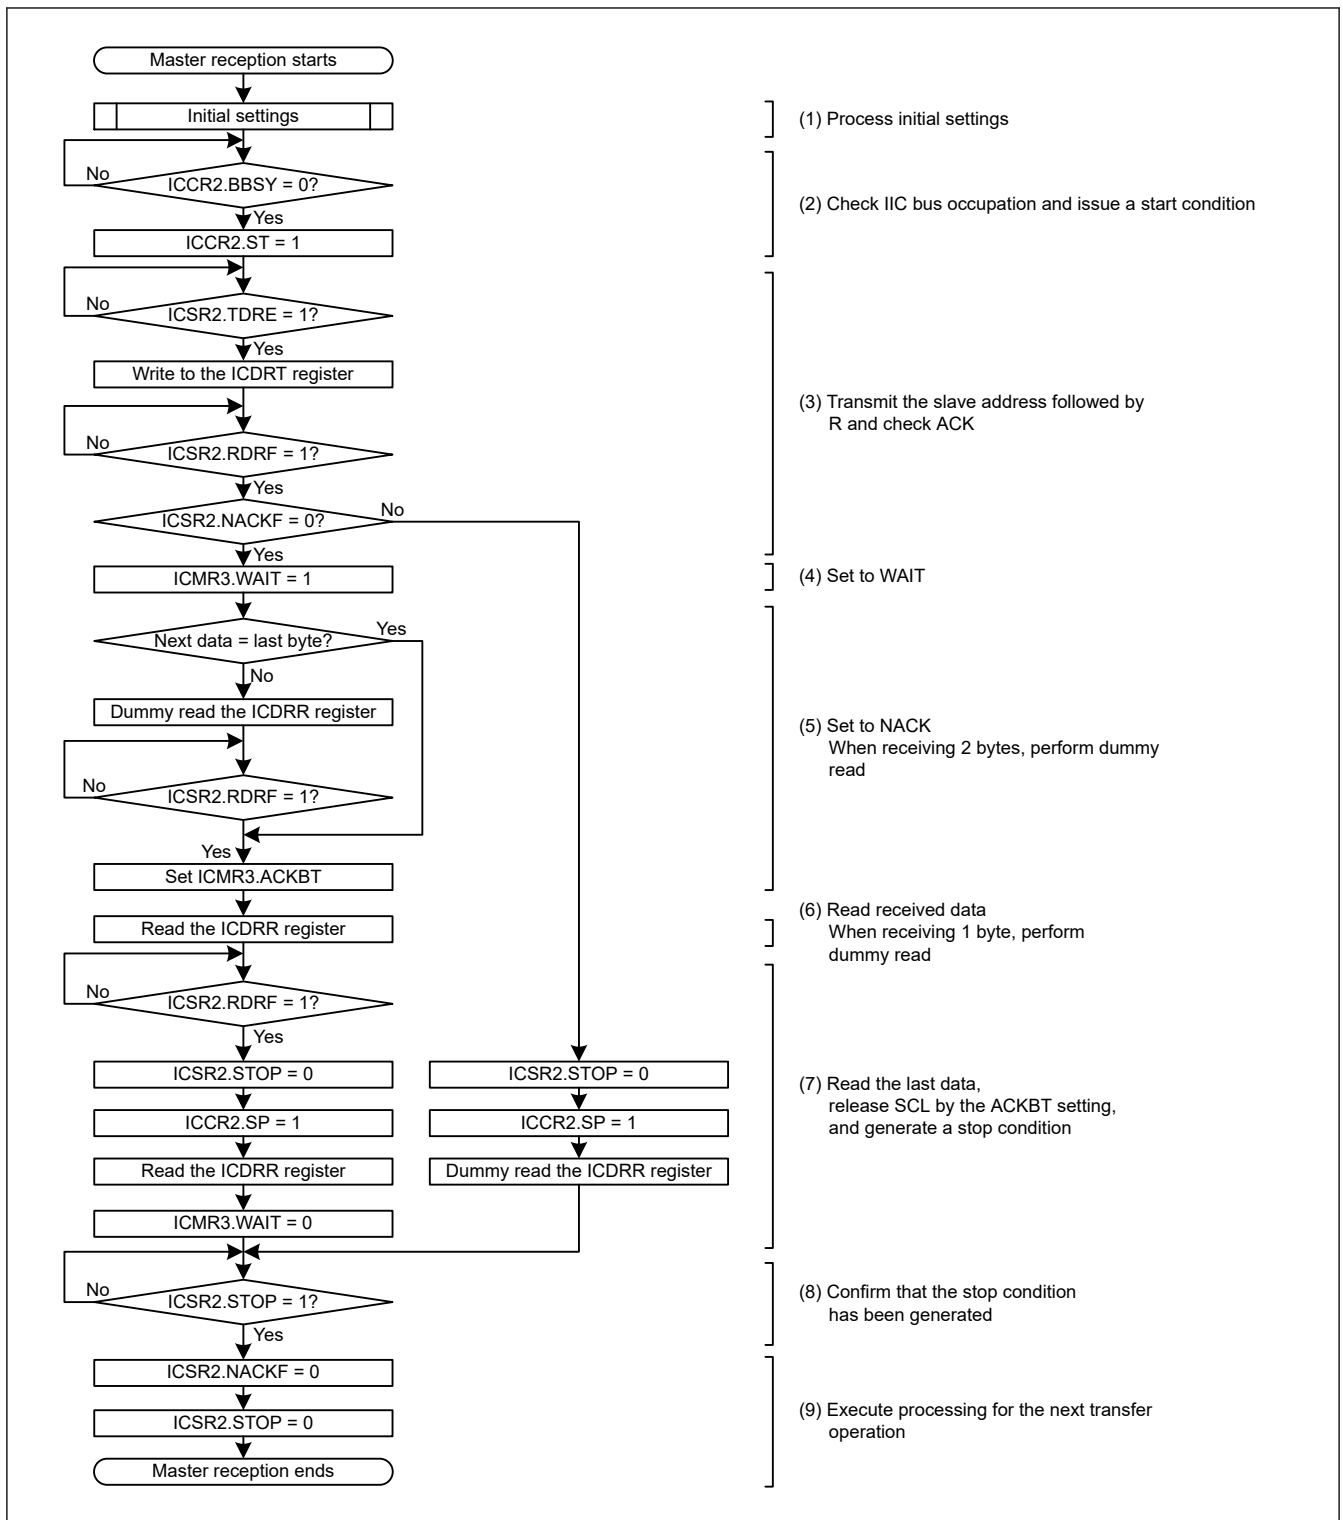 Master reception starts
Initial settings
(1) Process initial settings
No
ICCR2.BBSY = 0?
(2) Check IIC bus occupation and issue a start condition
Yes
ICCR2.ST = 1
No
ICSR2.TDRE = 1?
Yes
Write to the ICDRT register
(3) Transmit the slave address followed by
R and check ACK
No
ICSR2.RDRF = 1?
Yes
ICSR2.NACKF = 0?
No
Yes
ICMR3.WAIT = 1
(4) Set to WAIT
Next data = last byte?
Yes
No
Dummy read the ICDRR register
(5) Set to NACK
When receiving 2 bytes, perform dummy
read
No
ICSR2.RDRF = 1?
Yes
Set ICMR3.ACKBT
(6) Read received data
When receiving 1 byte, perform
dummy read
Read the ICDRR register
No
ICSR2.RDRF = 1?
Yes
ICSR2.STOP = 0
ICSR2.STOP = 0
(7) Read the last data,
release SCL by the ACKBT setting,
and generate a stop condition
ICCR2.SP = 1
ICCR2.SP = 1
Read the ICDRR register
Dummy read the ICDRR register
ICMR3.WAIT = 0
No
ICSR2.STOP = 1?
(8) Confirm that the stop condition
has been generated
Yes
ICSR2.NACKF = 0
ICSR2.STOP = 0
(9) Execute processing for the next transfer
operation
Master reception ends